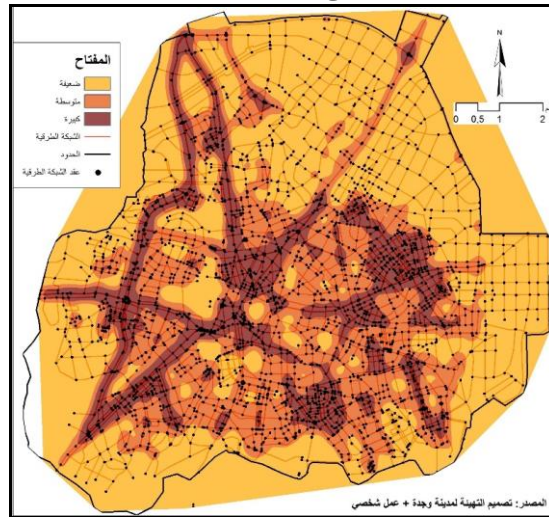 المفتاح
ضعيفة
متوسطة
كبيرة
الشبكة الطرقية
الحدود
عقد الشبكة الطرقية
N
0 0,5 1 2
المصدر: تصميم التهيئة لمدينة وجدة + عمل شخصي